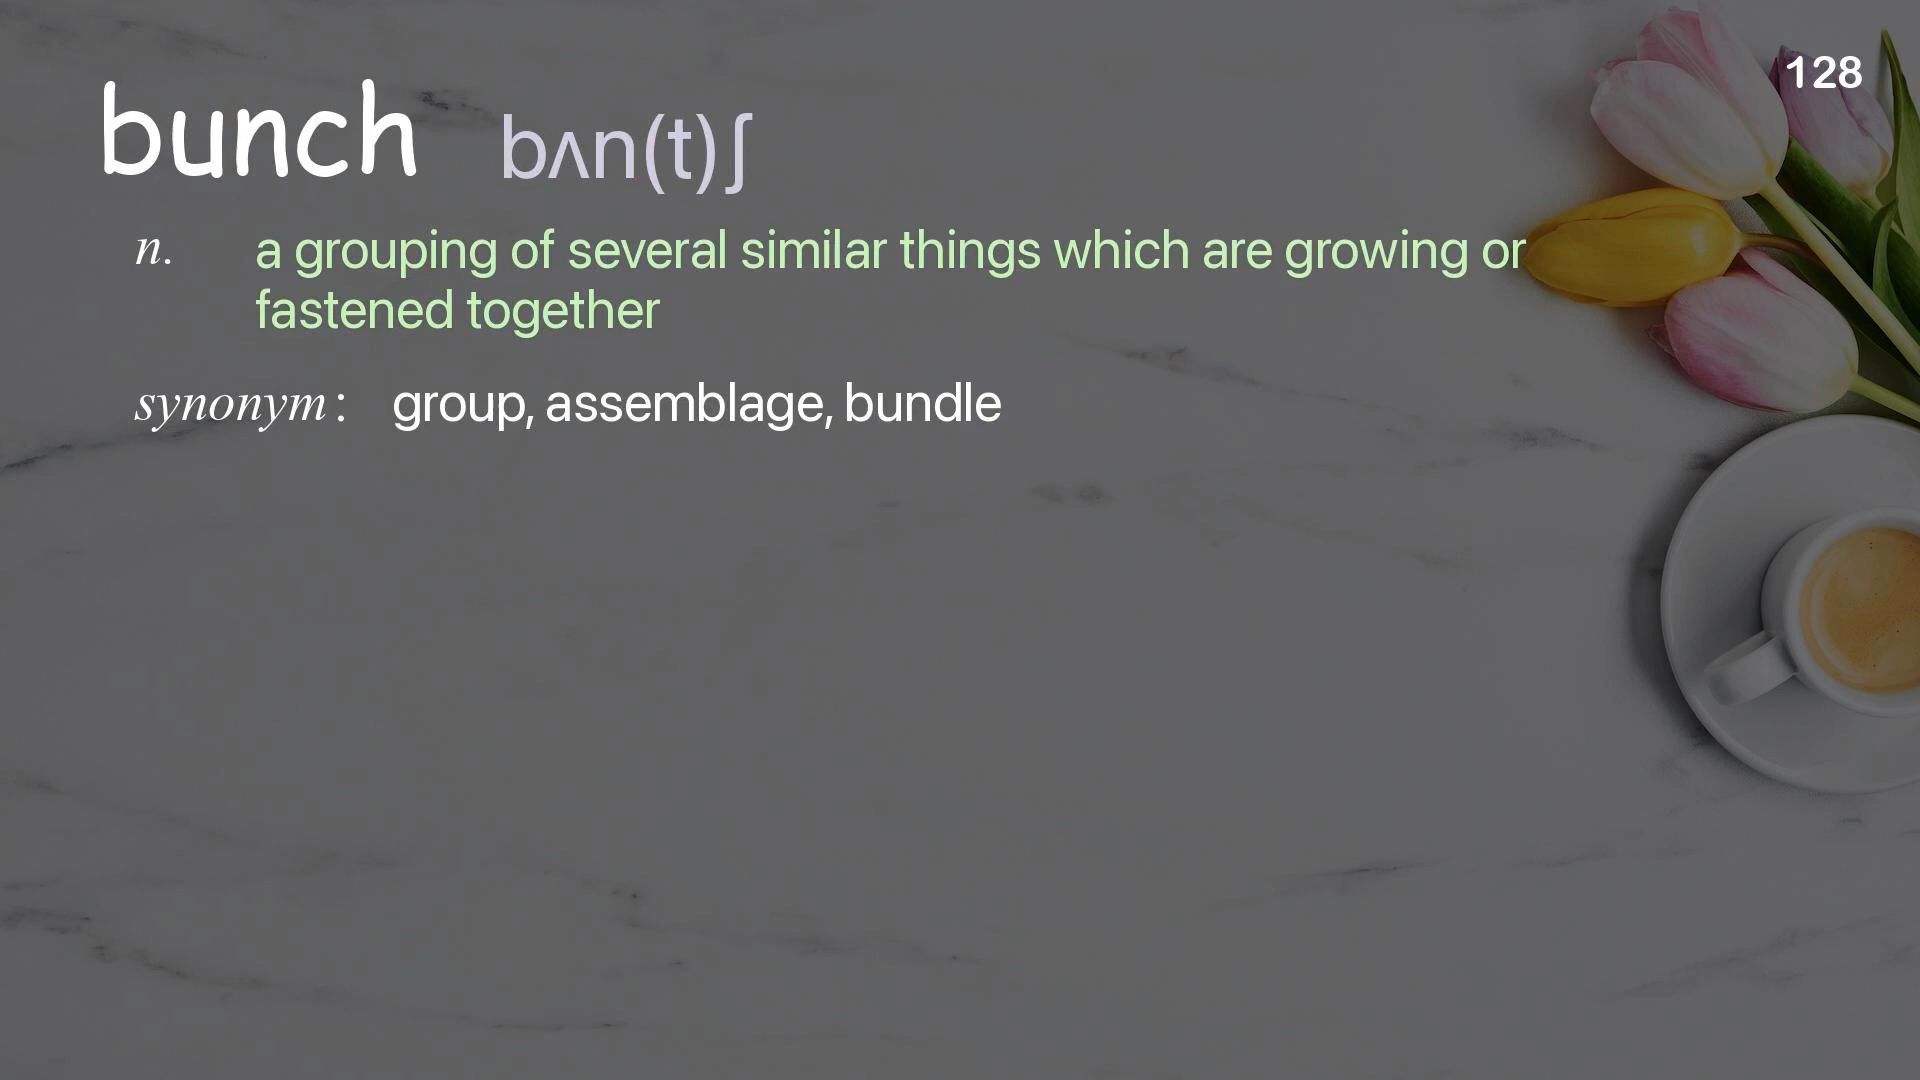 128
bunch bʌn(t)ʃ
n. a grouping of several similar things which are growing or
fastened together
synonym: group, assemblage, bundle